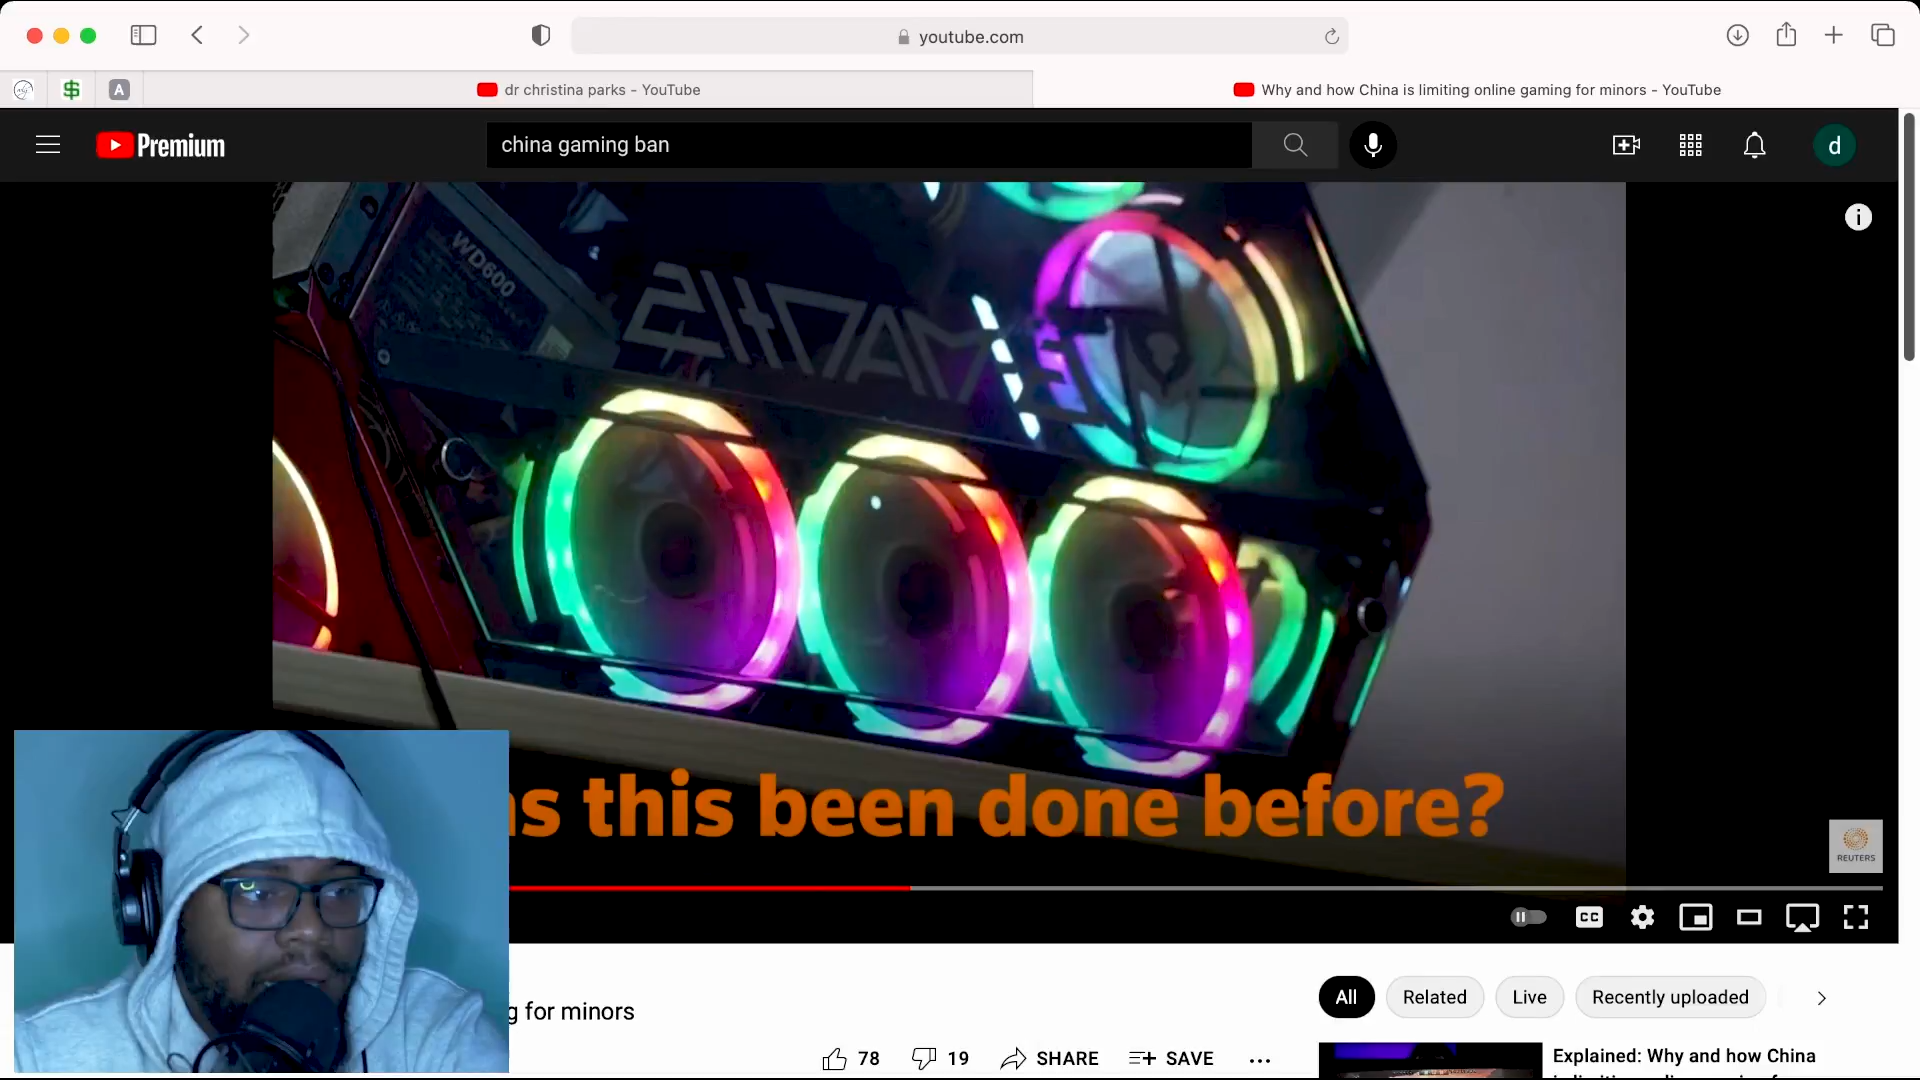 youtube.com
A
dr christina parks - YouTube
Why and how China is limiting online gaming for minors - YouTube
Premium
china gaming ban
d
WD600
as this been done before?
REUTERS
CC
g for minors
78
19
SHARE
SAVE
All
Related
Live
Recently uploaded
Explained: Why and how China